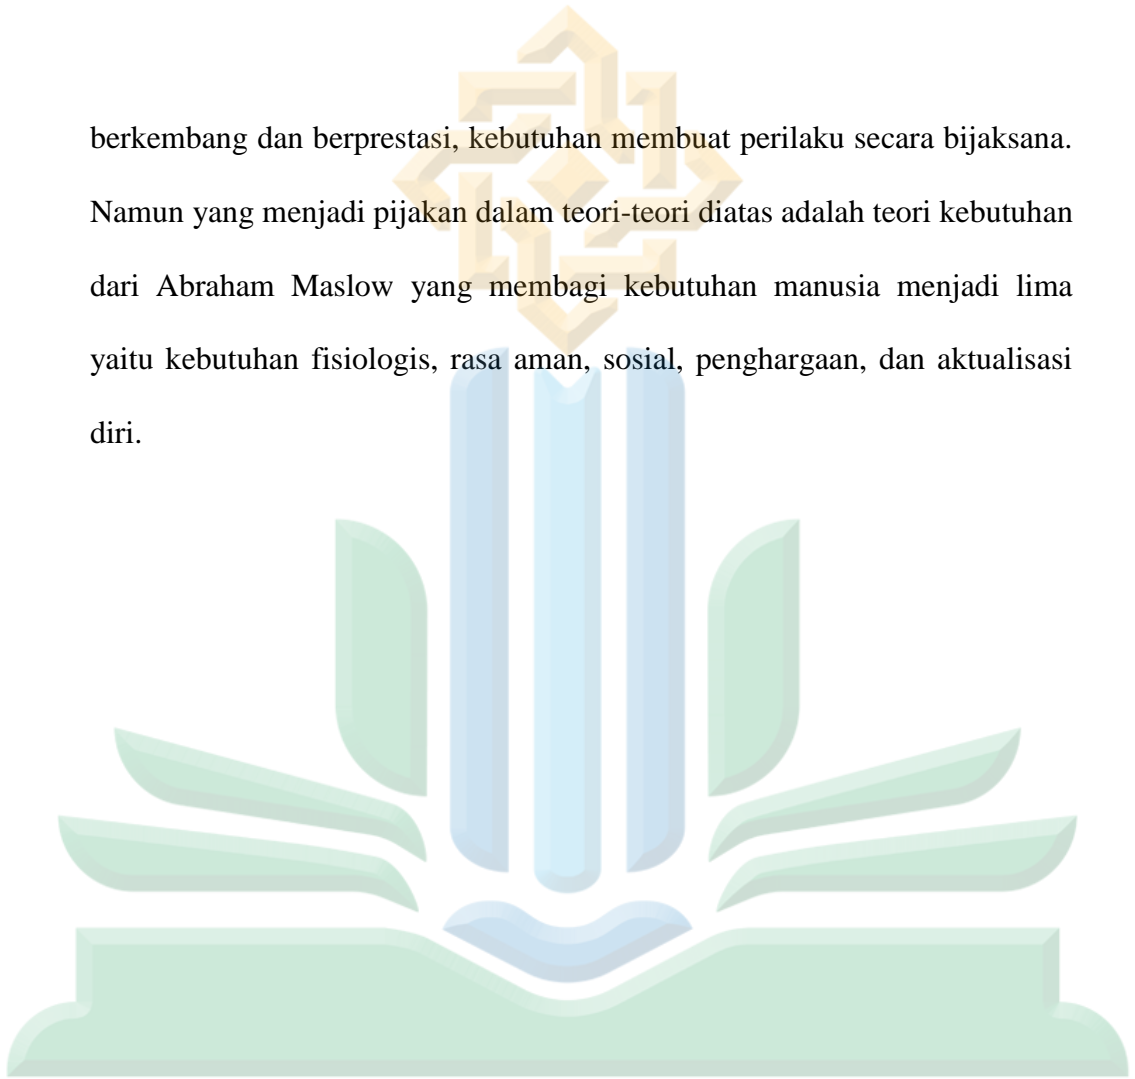 berkembang dan berprestasi, kebutuhan membuat perilaku secara bijaksana.
Namun yang menjadi pijakan dalam teori-teori diatas adalah teori kebutuhan
dari Abraham Maslow yang membagi kebutuhan manusia menjadi lima
yaitu kebutuhan fisiologis, rasa aman, sosial, penghargaan, dan aktualisasi
diri.